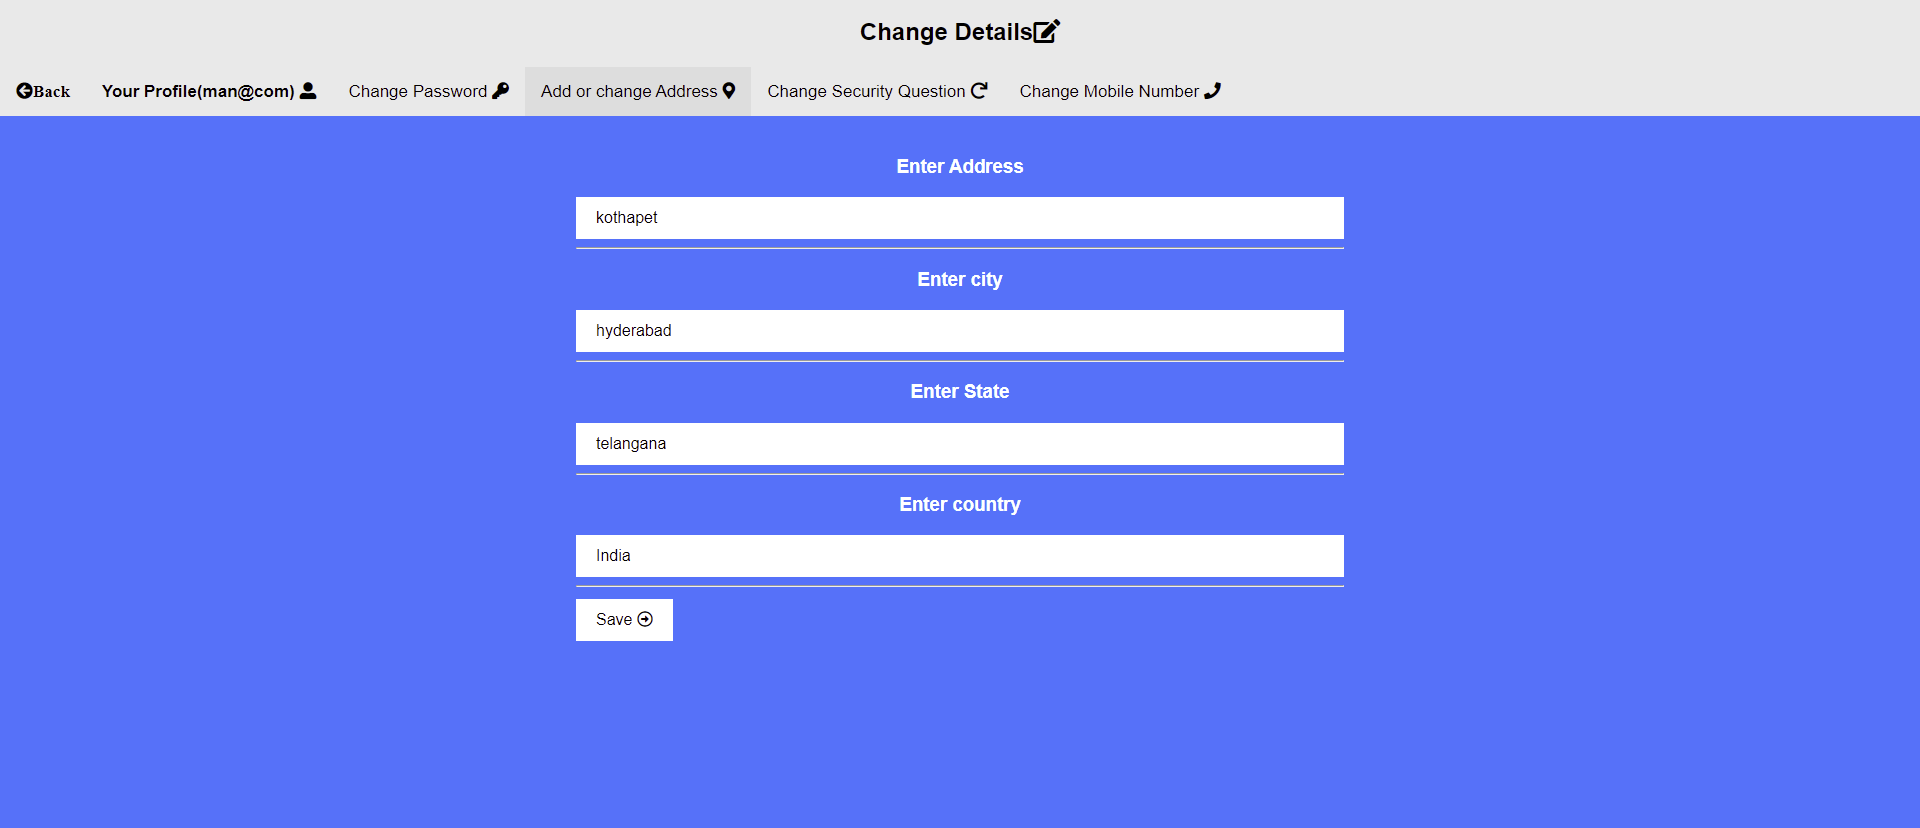 Change Details
Back Your Profile(man@com) Change Password Add or change Address Change Security Question Change Mobile Number
Enter Address
kothapet
Enter city
hyderabad
Enter State
telangana
Enter country
India
Save